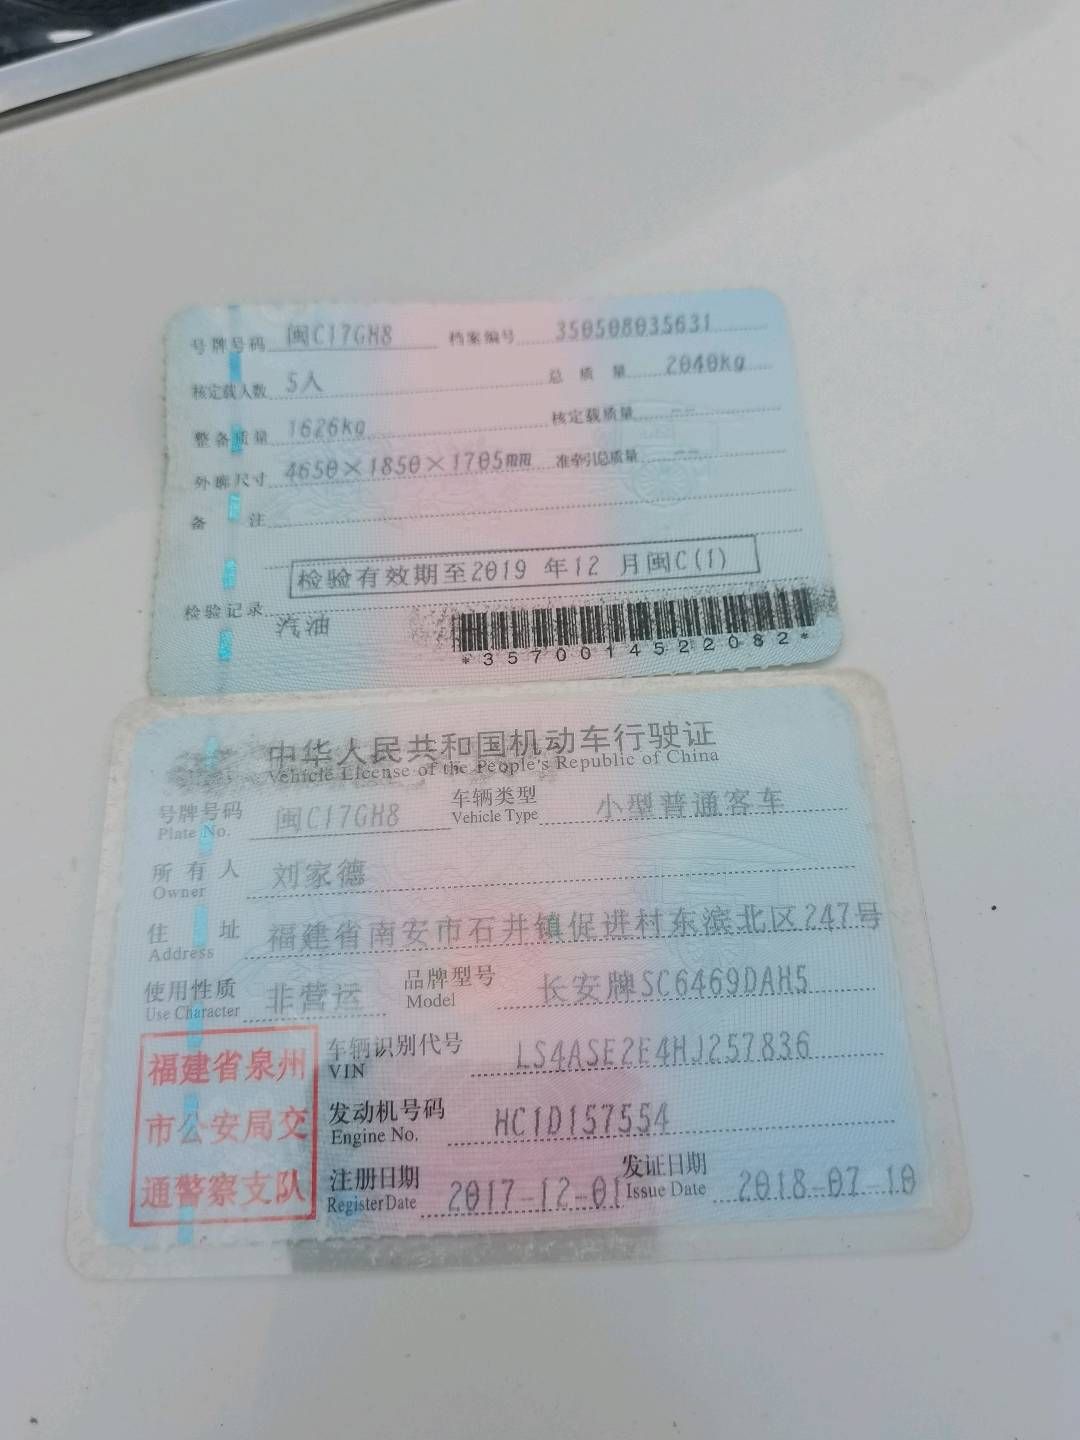 号牌号码 闽C17GH8 档案编号 350508035631
核定载人数 5人 总质量 2040kg
整备质量 1626kg 核定载质量 --
外廓尺寸 4650×1850×1705mm 准牵引总质量 --
备注
检验有效期至2019 年12 月闽C(1)
检验记录
汽油
*3570014522082*
中华人民共和国机动车行驶证
Vehicle License of the People's Republic of China
号牌号码 闽C17GH8 车辆类型 小型普通客车
Plate No. Vehicle Type
所有人 刘家德
Owner
住址 福建省南安市石井镇促进村东滨北区247号
Address
使用性质 非营运 品牌型号 长安牌SC6469DAH5
Use Character Model
福建省泉州
市公安局交
通警察支队
车辆识别代号 LS4ASE2E4HJ257836
VIN
发动机号码 HC1D157554
Engine No.
注册日期 2017-12-01 发证日期 2018-07-10
Register Date Issue Date